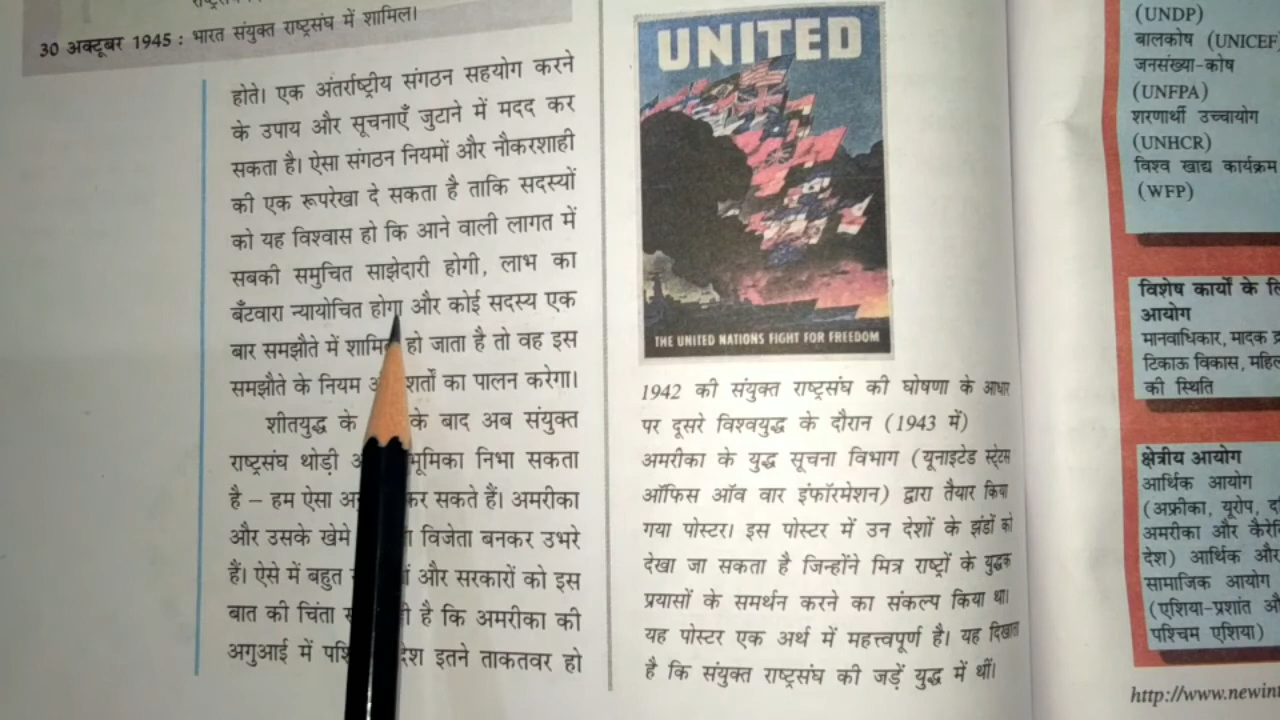 30 अक्टूबर 1945 : भारत संयुक्त राष्ट्रसंघ में शामिल।
होते। एक अंतर्राष्ट्रीय संगठन सहयोग करने
के उपाय और सूचनाएँ जुटाने में मदद कर
सकता है। ऐसा संगठन नियमों और नौकरशाही
की एक रूपरेखा दे सकता है ताकि सदस्यों
को यह विश्वास हो कि आने वाली लागत में
सबकी समुचित साझेदारी होगी, लाभ का
बँटवारा न्यायोचित होगा और कोई सदस्य एक
बार समझौते में हो जाता है तो वह इस
समझौते के नियम शर्तों का पालन करेगा।
शीतयुद्ध के के बाद अब संयुक्त
राष्ट्रसंघ थोड़ी भूमिका निभा सकता
है – हम ऐसा कर सकते हैं। अमरीका
और उसके खेमे विजेता बनकर उभरे
हैं। ऐसे में बहुत और सरकारों को इस
बात की चिंता है कि अमरीका की
अगुआई में देश इतने ताकतवर हो
UNITED
THE UNITED NATIONS FIGHT FOR FREEDOM
1942 की संयुक्त राष्ट्रसंघ की घोषणा के आधार
पर दूसरे विश्वयुद्ध के दौरान (1943 में)
अमरीका के युद्ध सूचना विभाग (यूनाइटेड स्टेट्स
ऑफिस ऑव वार इंफॉरमेशन) द्वारा तैयार किया
गया पोस्टर। इस पोस्टर में उन देशों के झंडों को
देखा जा सकता है जिन्होंने मित्र राष्ट्रों के युद्धक
प्रयासों के समर्थन करने का संकल्प किया था।
यह पोस्टर एक अर्थ में महत्त्वपूर्ण है। यह दिखाता
है कि संयुक्त राष्ट्रसंघ की जड़ें युद्ध में थीं।
(UNDP)
बालकोष (UNICEF
जनसंख्या-कोष
(UNFPA)
शरणार्थी उच्चायोग
(UNHCR)
विश्व खाद्य कार्यक्रम
(WFP)
विशेष कार्यों के
आयोग
मानवाधिकार, मादक
टिकाऊ विकास,
की स्थिति
क्षेत्रीय आयोग
आर्थिक आयोग
(अफ्रीका, यूरोप,
अमरीका और
देश) आर्थिक और
सामाजिक आयोग
(एशिया-प्रशांत
पश्चिम एशिया)
http://www.newint